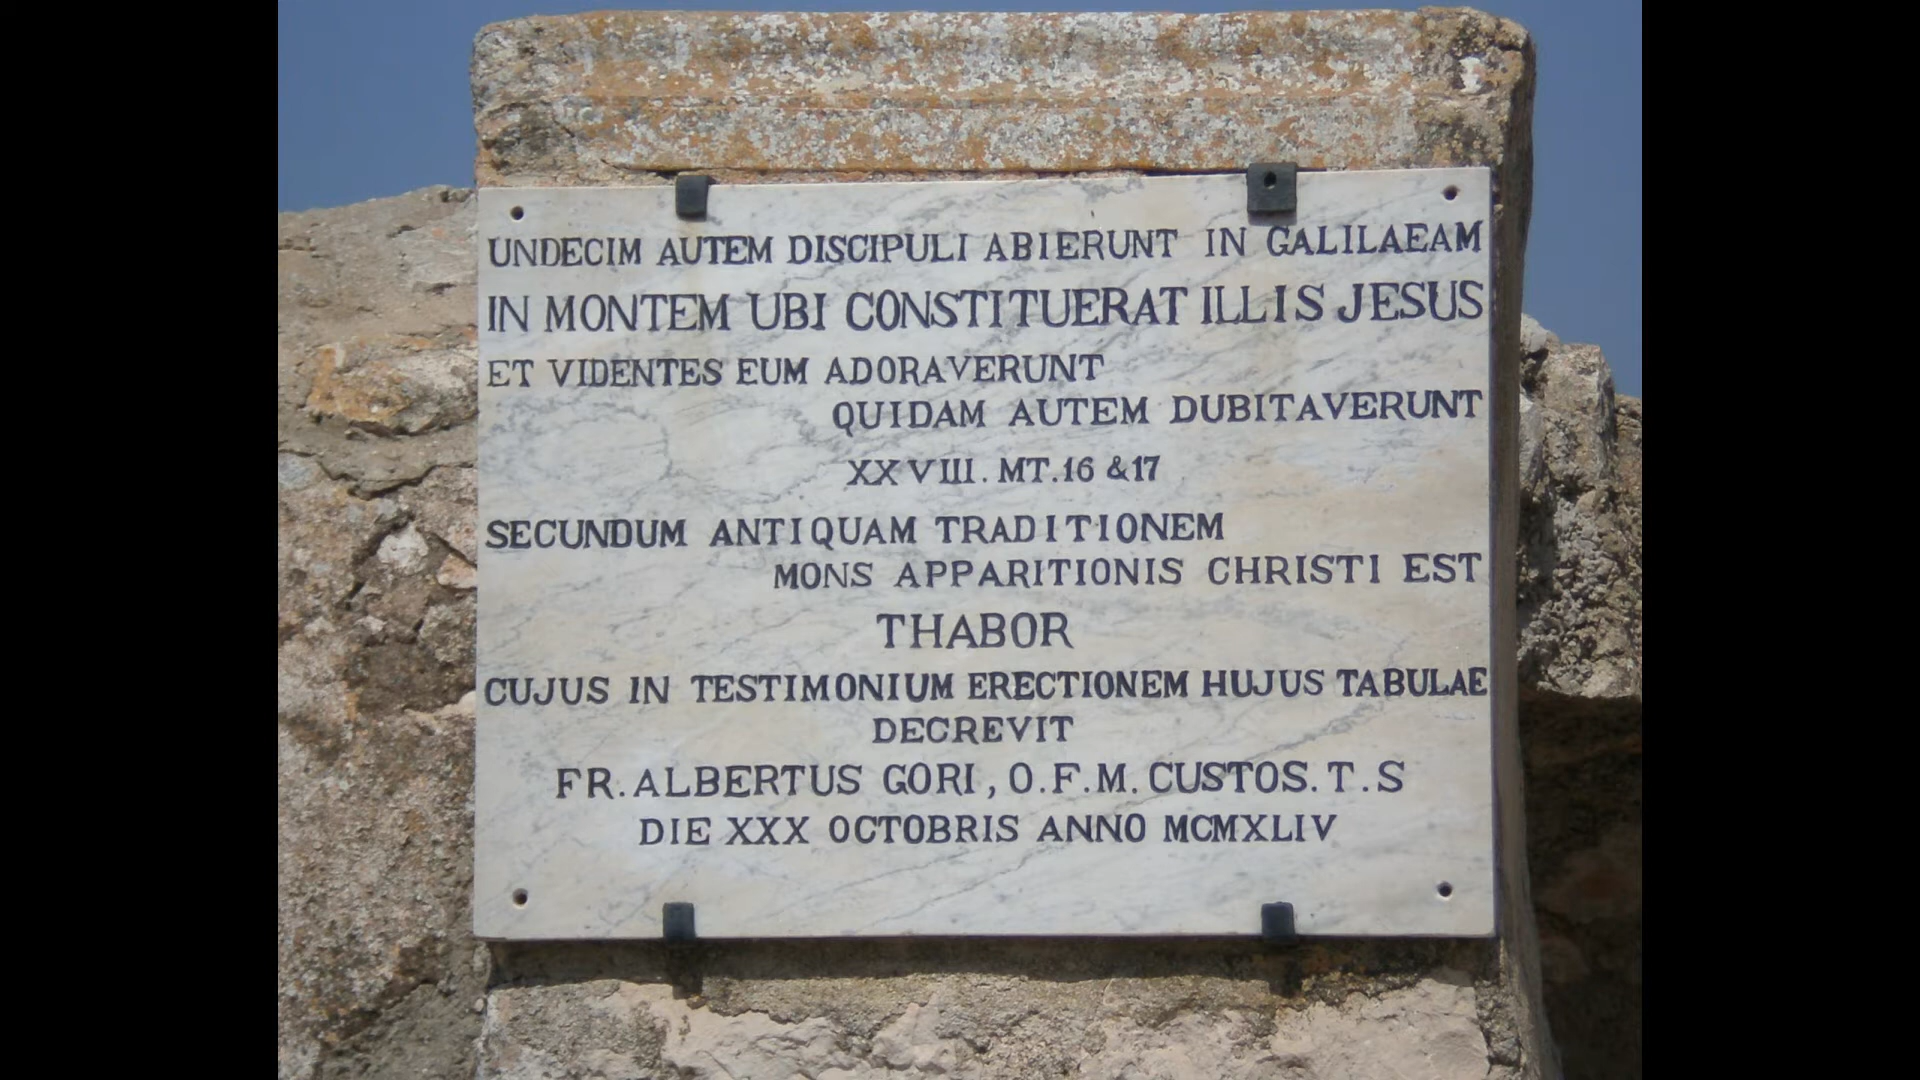 UNDECIM AUTEM DISCIPULI ABIERUNT IN GALILAEAM
IN MONTEM UBI CONSTITUERAT ILLIS JESUS
ET VIDENTES EUM ADORAVERUNT
QUIDAM AUTEM DUBITAVERUNT
XXVIII. MT.16 &17
SECUNDUM ANTIQUAM TRADITIONEM
MONS APPARITIONIS CHRISTI EST
THABOR
CUJUS IN TESTIMONIUM ERECTIONEM HUJUS TABULAE
DECREVIT
FR. ALBERTUS GORI, O.F.M. CUSTOS. T.S
DIE XXX OCTOBRIS ANNO MCMXLIV